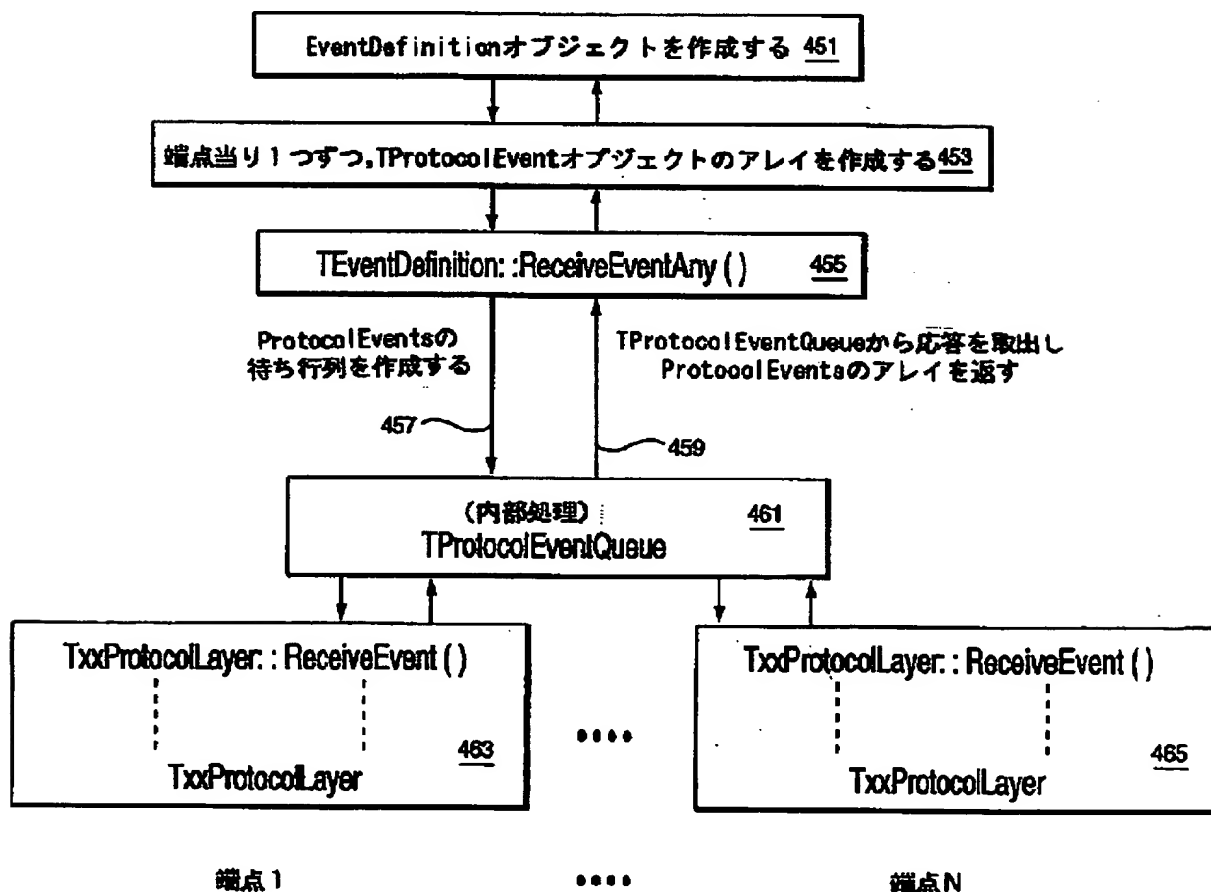 EventDefinitionオブジェクトを作成する 451
端点当り1つずつ,TProtocolEventオブジェクトのアレイを作成する453
TEventDefinition::ReceiveEventAny ( ) 455
ProtocolEventsの
待ち行列を作成する
TProtocolEventQueueから応答を取出し
ProtocolEventsのアレイを返す
457
459
(内部処理)
461
TProtocolEventQueue
TxxProtocolLayer: : ReceiveEvent ( )
463
TxxProtocolLayer
TxxProtocolLayer: : ReceiveEvent ( )
465
TxxProtocolLayer
端点1
端点N